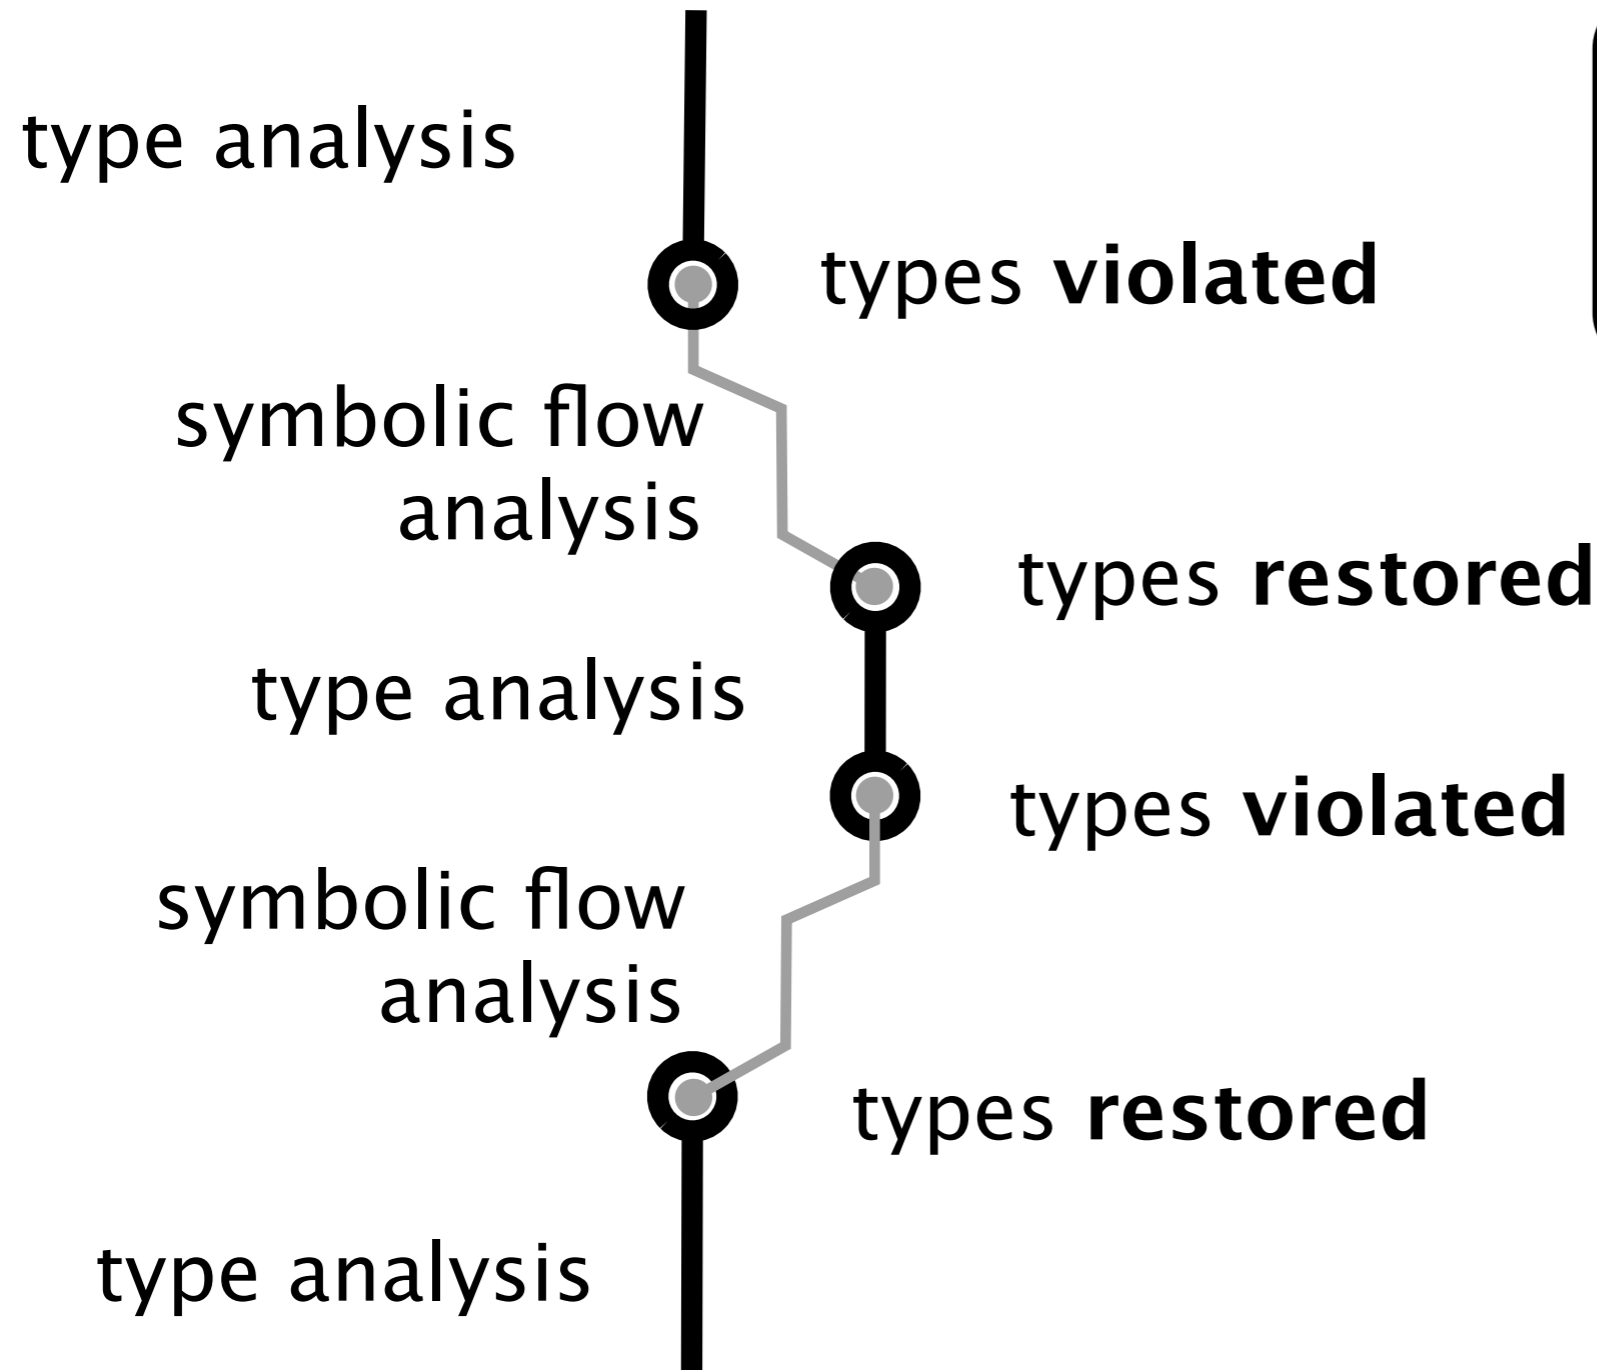 type analysis
types violated
symbolic flow
analysis
types restored
type analysis
types violated
symbolic flow
analysis
types restored
type analysis